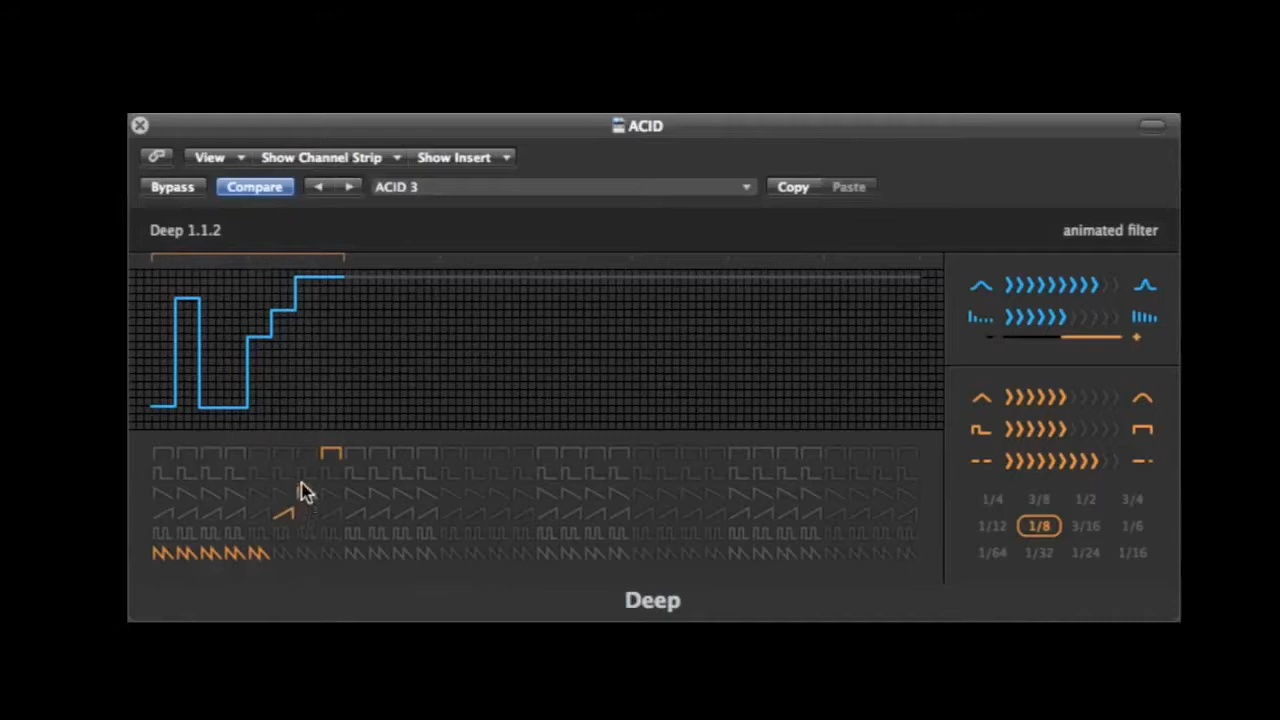 ACID
View Show Channel Strip Show Insert
Bypass Compare ACID 3 Copy Paste
Deep 1.1.2 animated filter
1/4 3/8 1/2 3/4
1/12 1/8 3/16 1/6
1/64 1/32 1/24 1/16
Deep